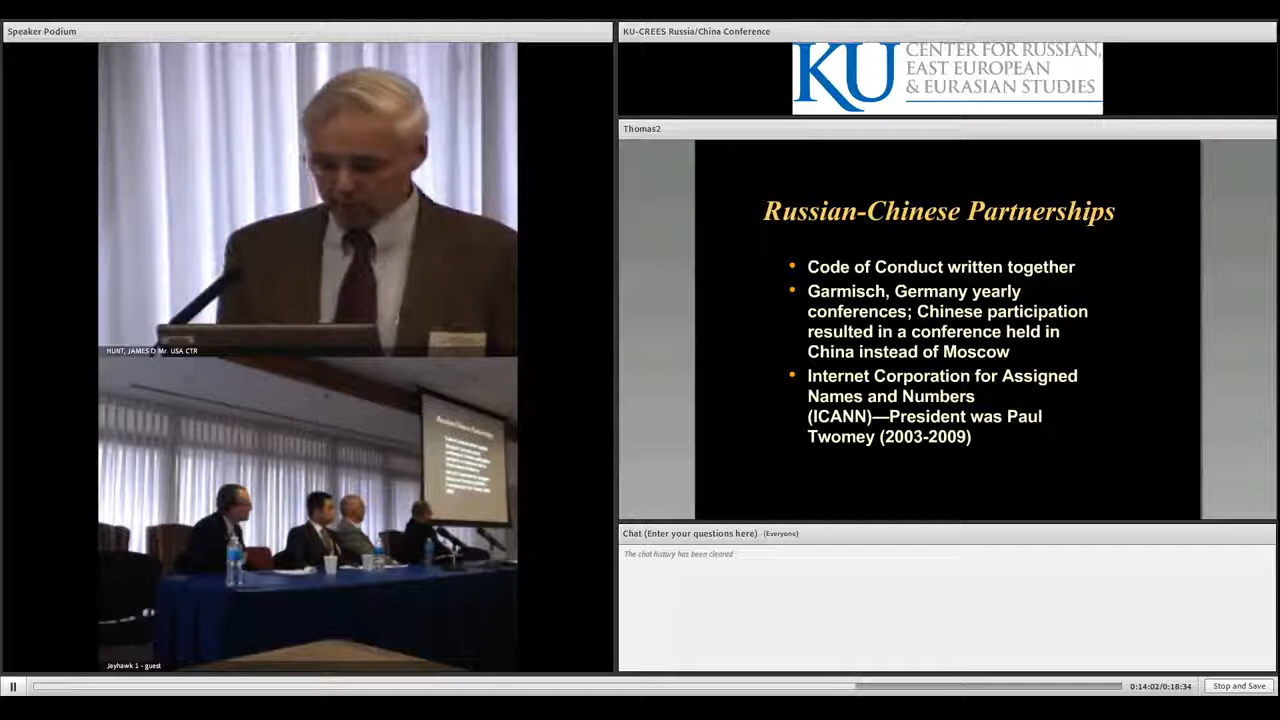 Speaker Podium
HUNT, JAMES D Mr. USA CTR
Jayhawk 1 - guest
KU-CREES Russia/China Conference
KU
CENTER FOR RUSSIAN,
EAST EUROPEAN
& EURASIAN STUDIES
Thomas2
Russian-Chinese Partnerships
• Code of Conduct written together
• Garmisch, Germany yearly
conferences; Chinese participation
resulted in a conference held in
China instead of Moscow
• Internet Corporation for Assigned
Names and Numbers
(ICANN)—President was Paul
Twomey (2003-2009)
Chat (Enter your questions here) (Everyone)
The chat history has been cleared
0:14:02/0:18:34
Stop and Save